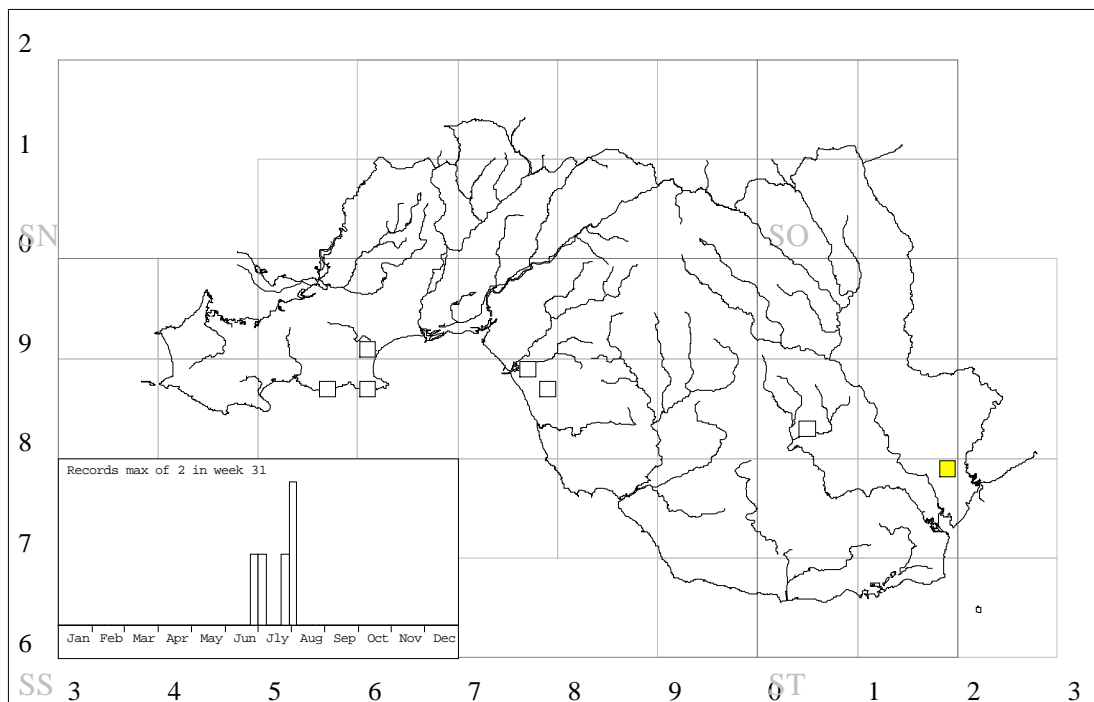 2
1
SN
0
SO
9
8
Records max of 2 in week 31
7
Jan Feb Mar Apr May Jun Jly Aug Sep Oct Nov Dec
6
SS 3 4 5 6 7 8 9 0 ST 1 2 3